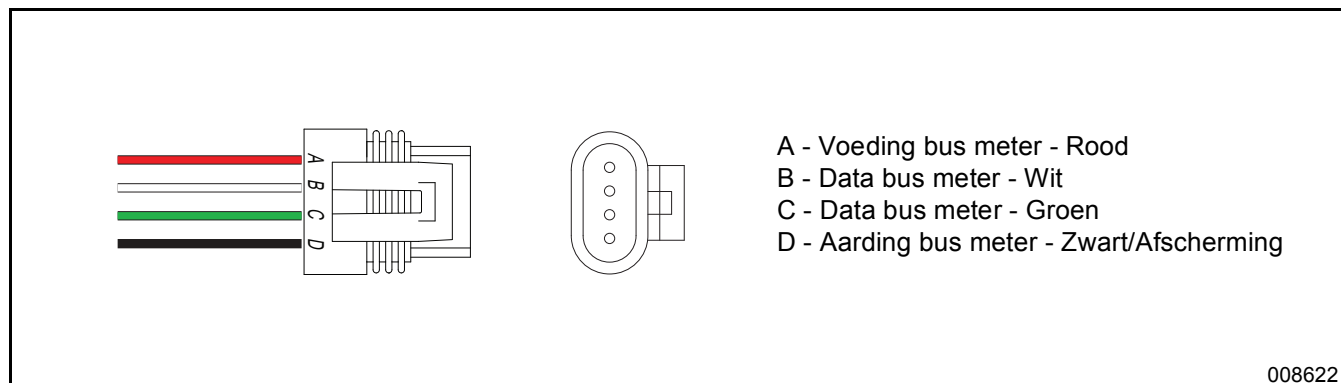 A
B
C
D
A - Voeding bus meter - Rood
B - Data bus meter - Wit
C - Data bus meter - Groen
D - Aarding bus meter - Zwart/Afscherming
008622